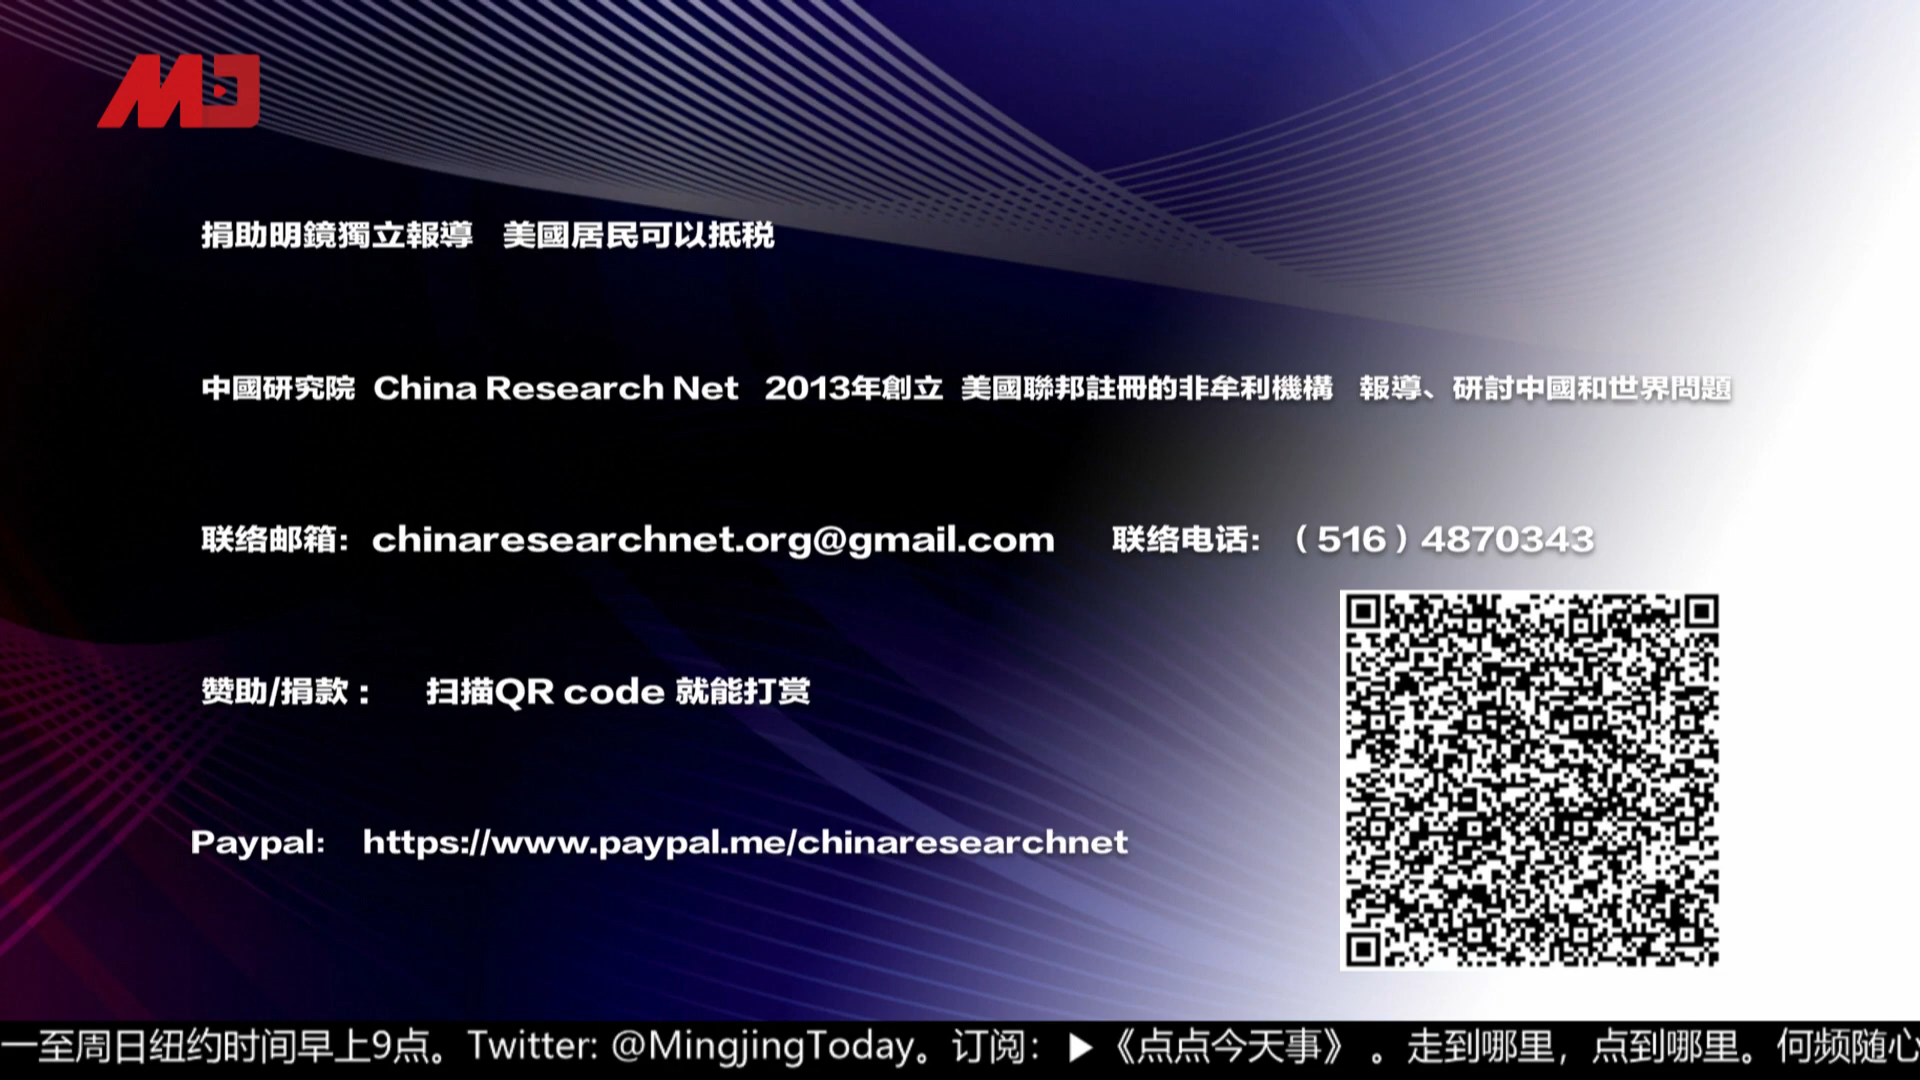 MJ
捐助明鏡獨立報導 美國居民可以抵税
中國研究院 China Research Net 2013年創立 美國聯邦註冊的非牟利機構 報導、研討中國和世界問題
联络邮箱: chinaresearchnet.org@gmail.com 联络电话: （516）4870343
赞助/捐款： 扫描QR code 就能打赏
Paypal: https://www.paypal.me/chinaresearchnet
一至周日纽约时间早上9点。Twitter: @MingjingToday。订阅: ▶《点点今天事》 。走到哪里，点到哪里。何频随心